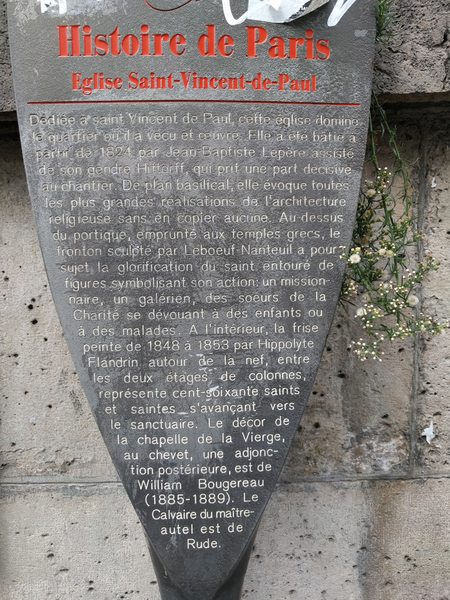 Histoire de Paris
Eglise Saint-Vincent-de-Paul
Dédiée à saint Vincent de Paul, cette église domine
le quartier où il a vécu et œuvré. Elle a été bâtie à
partir de 1824 par Jean-Baptiste Lepère assisté
de son gendre Hittorff, qui prit une part décisive
au chantier. De plan basilical, elle évoque toutes
les plus grandes réalisations de l'architecture
religieuse sans en copier aucune. Au-dessus
du portique, emprunté aux temples grecs, le
fronton sculpté par Leboeuf-Nanteuil a pour
sujet la glorification du saint entouré de
figures symbolisant son action: un mission-
naire, un galérien, des soeurs de la
Charité se dévouant à des enfants ou
à des malades. A l'intérieur, la frise
peinte de 1848 à 1853 par Hippolyte
Flandrin autour de la nef, entre
les deux étages de colonnes,
représente cent-soixante saints
et saintes s'avançant vers
le sanctuaire. Le décor de
la chapelle de la Vierge,
au chevet, une adjonc-
tion postérieure, est de
William Bougereau
(1885-1889). Le
Calvaire du maître-
autel est de
Rude.